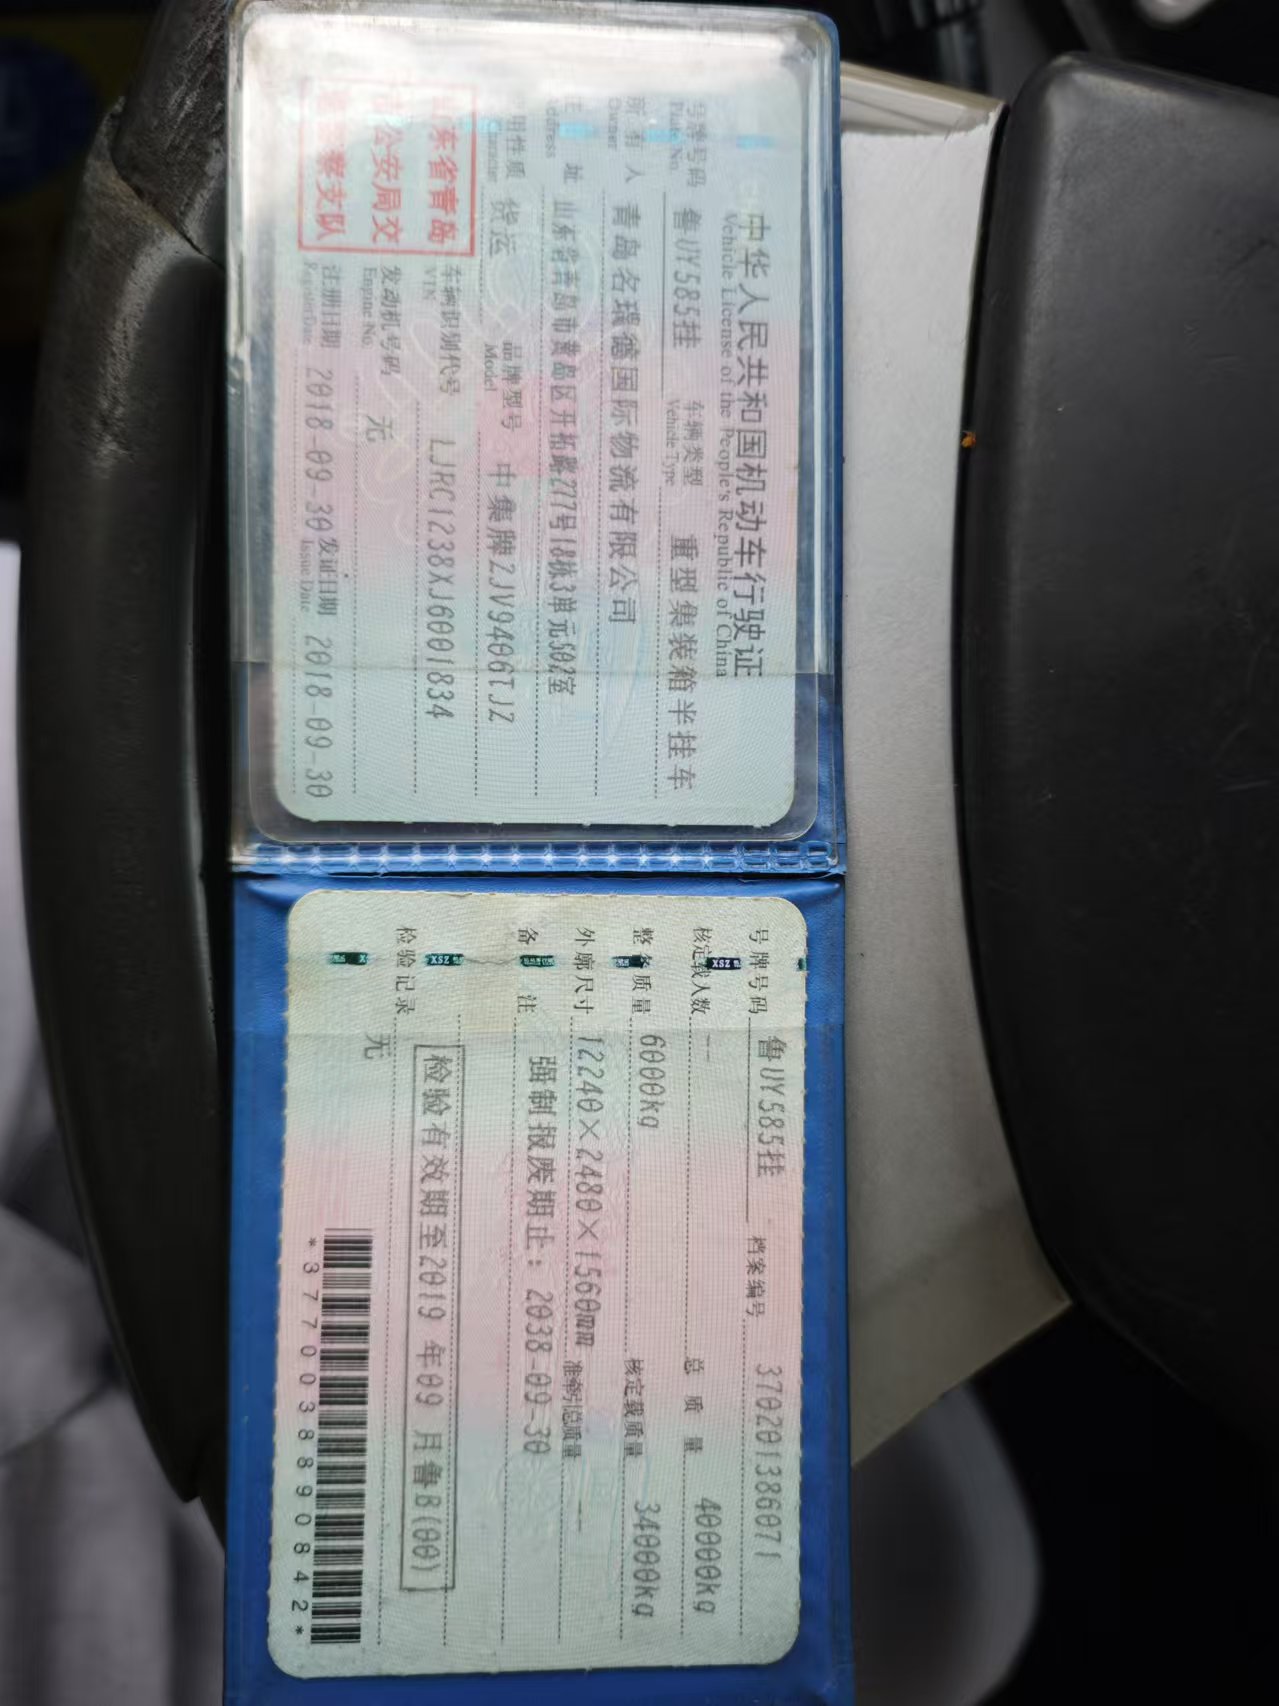 中华人民共和国机动车行驶证
Vehicle License of the People's Republic of China
号牌号码 鲁UY585挂 车辆类型 重型集装箱半挂车
Plate No. Vehicle Type
所有人 青岛名瑞德国际物流有限公司
Owner
住址 山东省青岛市黄岛区开拓路277号18栋3单元502室
Address
使用性质 货运 品牌型号 中集牌ZJV9406TJZ
Character Model
山东省青岛
市公安局交
通警察支队
车辆识别代号 LJRC1238XJ6001834
VIN
发动机号码 无
Engine No.
注册日期 2018-09-30 发证日期 2018-09-30
Register Date Issue Date
号牌号码 鲁UY585挂 档案编号 370201386071
核定载人数 -- 总质量 40000kg
整备质量 6000kg 核定载质量 34000kg
外廓尺寸 12240×2480×1560mm 准牵引总质量 --
备注 强制报废期止：2038-09-30
检验有效期至2019年09月鲁B(00)
检验记录
无
*3770038890842*